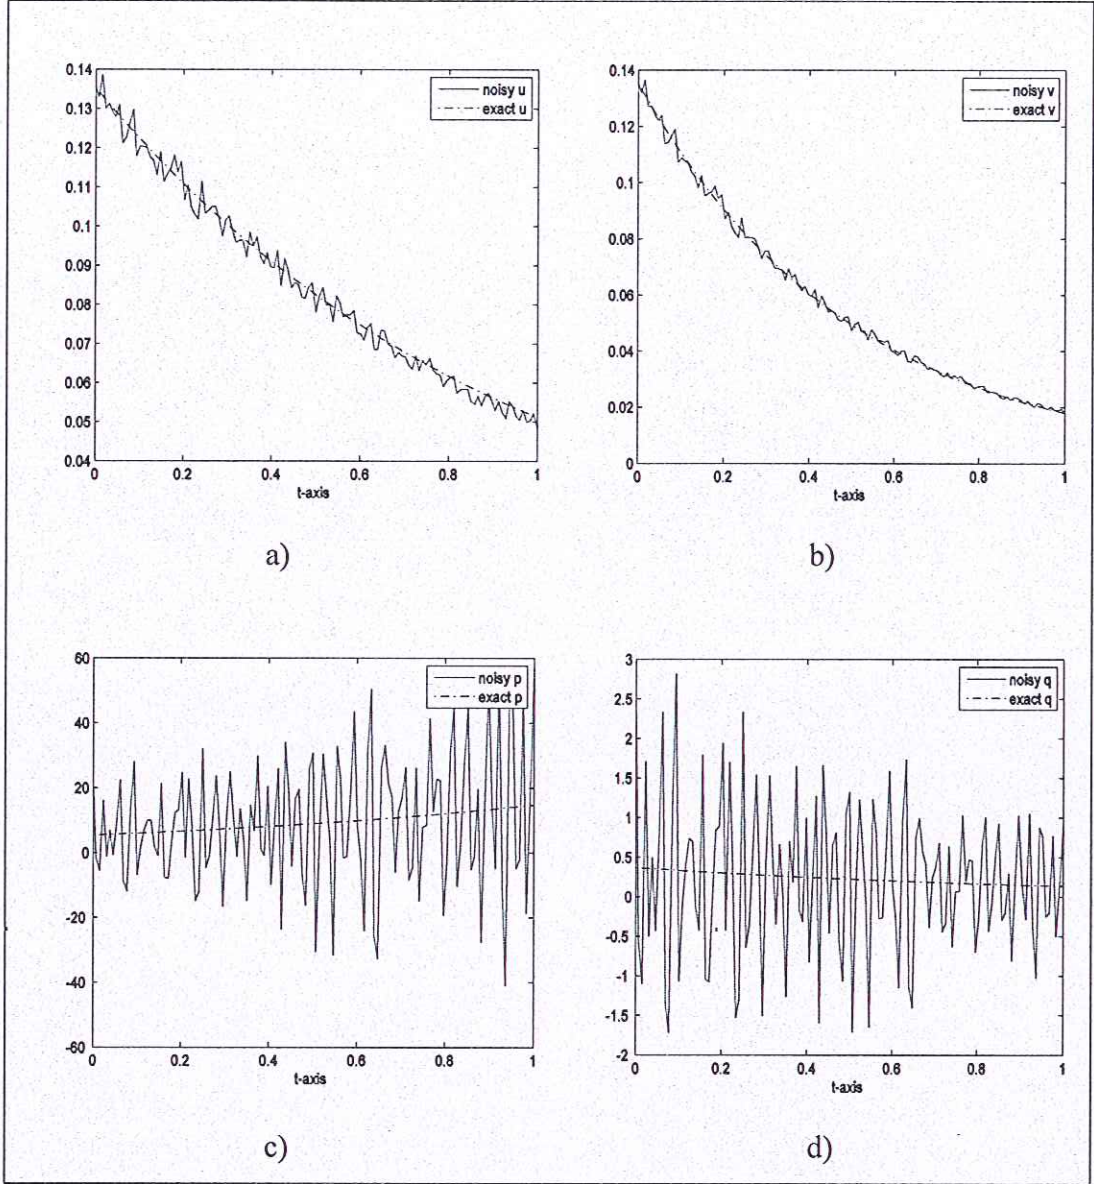 0.14
noisy u
exact u
0.13
0.12
0.11
0.1
0.09
0.08
0.07
0.06
0.05
0.04
0 0.2 0.4 0.6 0.8 1
t-axis
a)
0.14
noisy v
exact v
0.12
0.1
0.08
0.06
0.04
0.02
0
0 0.2 0.4 0.6 0.8 1
t-axis
b)
60
noisy p
exact p
40
20
0
-20
-40
-60
0 0.2 0.4 0.6 0.8 1
t-axis
c)
3
noisy q
exact q
2.5
2
1.5
1
0.5
0
-0.5
-1
-1.5
-2
0 0.2 0.4 0.6 0.8 1
t-axis
d)